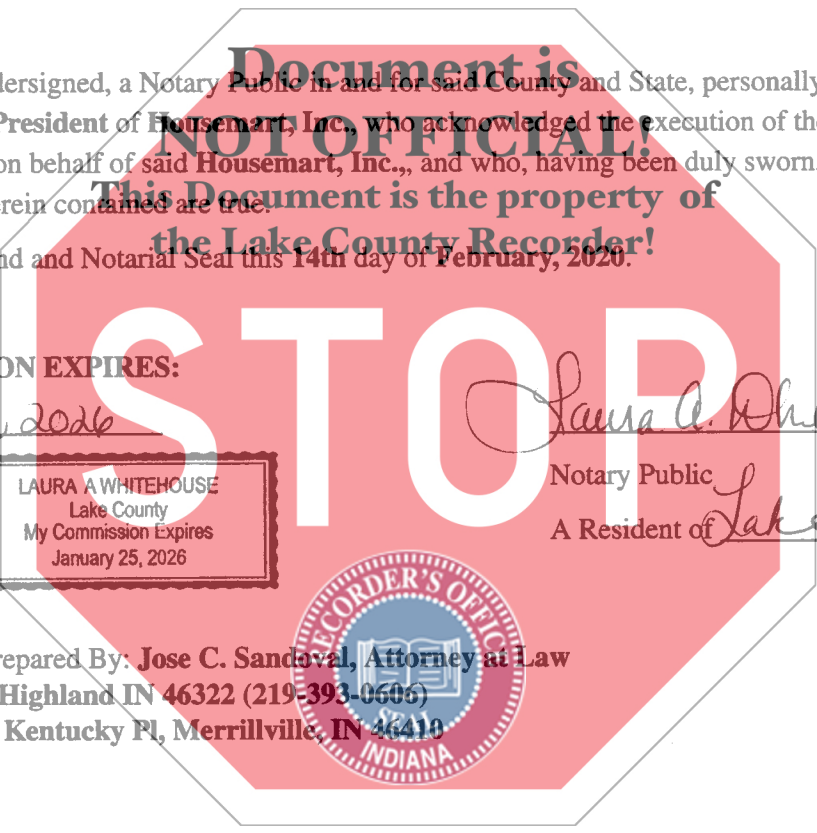 Document is
dersigned, a Notary Public in and for said County and State, personally
NOT OFFICIAL!
President of Housemart, Inc., who acknowledged the execution of the
on behalf of said Housemart, Inc.,, and who, having been duly sworn
This Document is the property of
rein contained are true.
the Lake County Recorder!
nd and Notarial Seal this 14th day of February, 2020.
STOP
ON EXPIRES:
2026
Laura A. Wh
LAURA A WHITEHOUSE
Lake County
My Commission Expires
January 25, 2026
Notary Public
A Resident of Lake
RECORDER'S OFFICE
SEAL
INDIANA
repared By: Jose C. Sandoval, Attorney at Law
Highland IN 46322 (219-393-0606)
Kentucky Pl, Merrillville, IN 46410